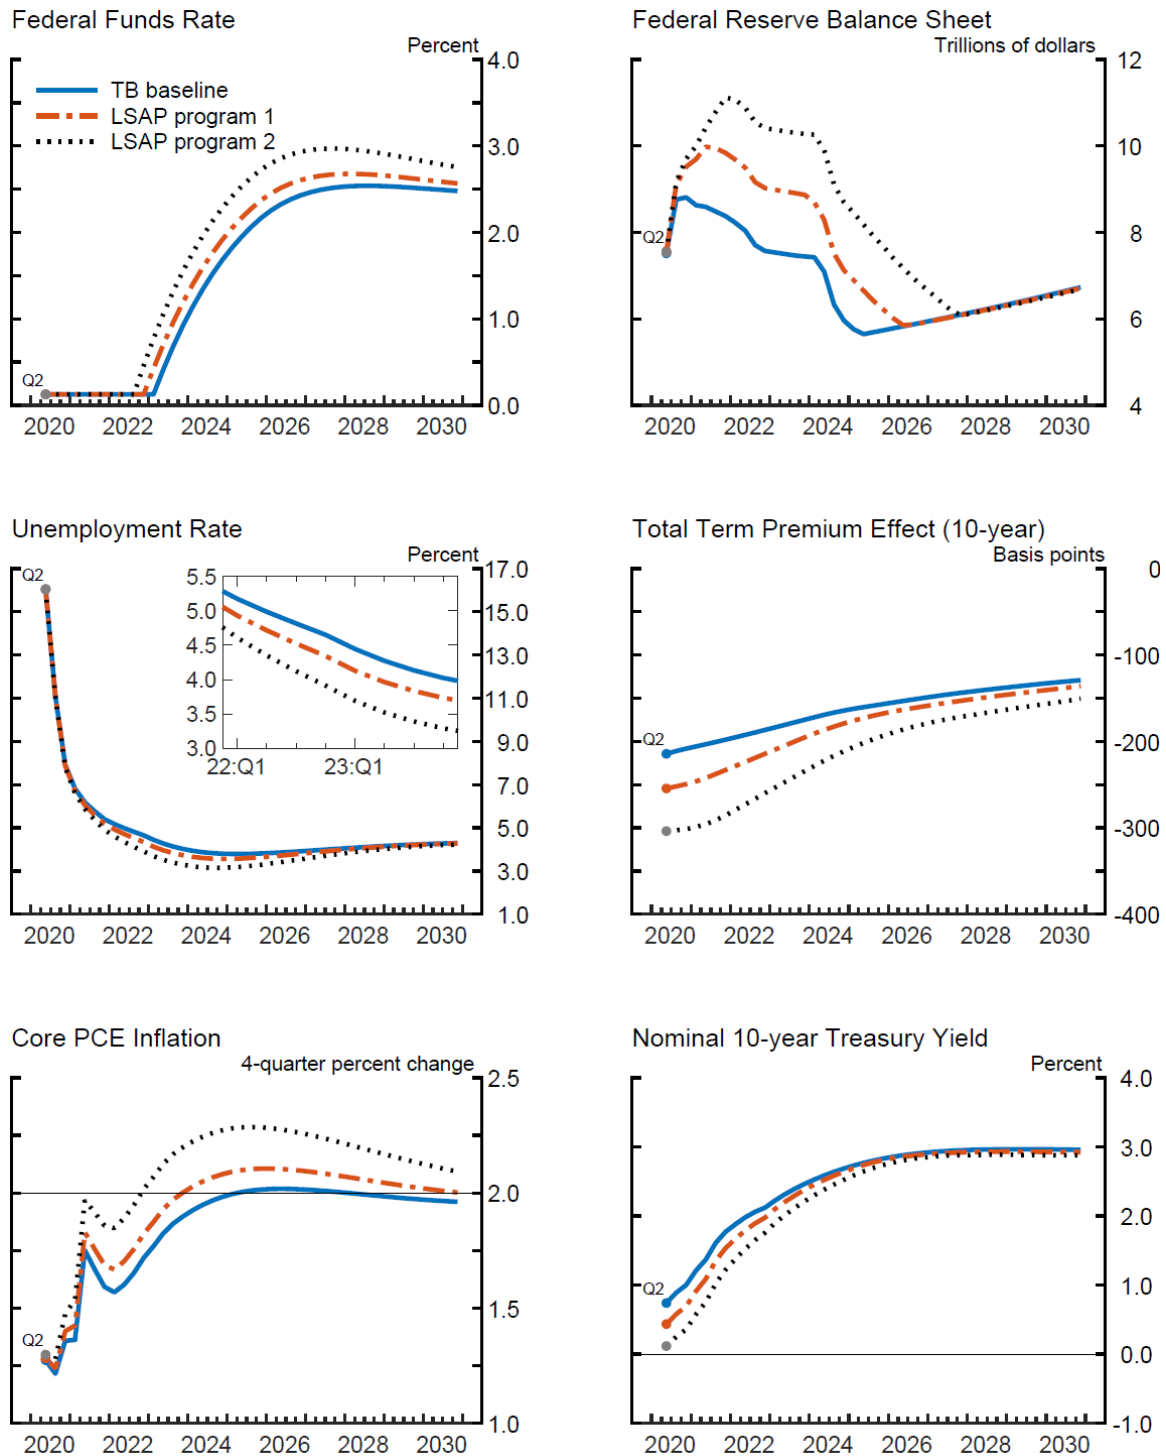 Federal Funds Rate
Percent
4.0
3.0
2.0
1.0
0.0
TB baseline
LSAP program 1
LSAP program 2
Q2
2020 2022 2024 2026 2028 2030
Federal Reserve Balance Sheet
Trillions of dollars
12
10
8
6
4
Q2
2020 2022 2024 2026 2028 2030
Unemployment Rate
Percent
Q2
17.0
15.0
13.0
11.0
9.0
7.0
5.0
3.0
1.0
5.5
5.0
4.5
4.0
3.5
3.0
22:Q1 23:Q1
2020 2022 2024 2026 2028 2030
Total Term Premium Effect (10-year)
Basis points
0
-100
-200
-300
-400
Q2
2020 2022 2024 2026 2028 2030
Core PCE Inflation
4-quarter percent change
2.5
2.0
1.5
1.0
Q2
2020 2022 2024 2026 2028 2030
Nominal 10-year Treasury Yield
Percent
4.0
3.0
2.0
1.0
0.0
-1.0
Q2
2020 2022 2024 2026 2028 2030